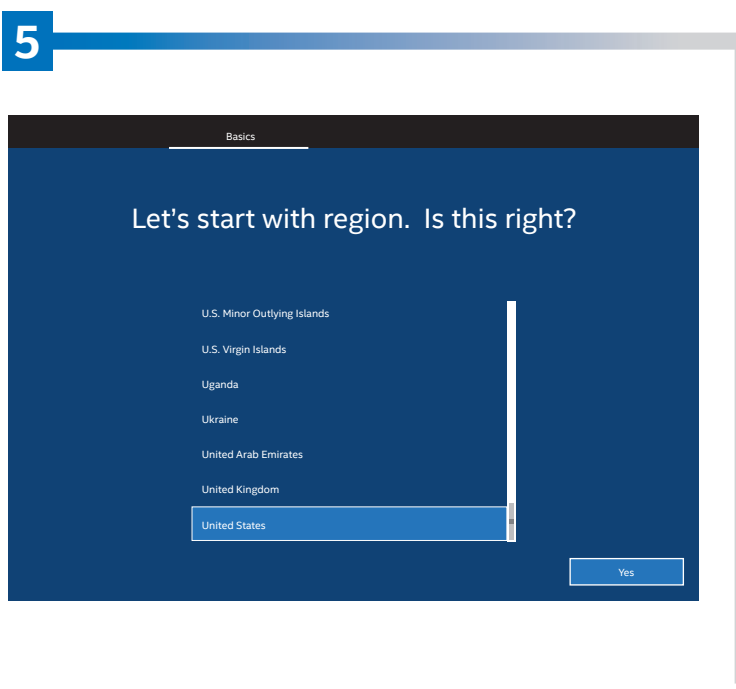 5
Basics
Let’s start with region. Is this right?
U.S. Minor Outlying Islands
U.S. Virgin Islands
Uganda
Ukraine
United Arab Emirates
United Kingdom
United States
Yes